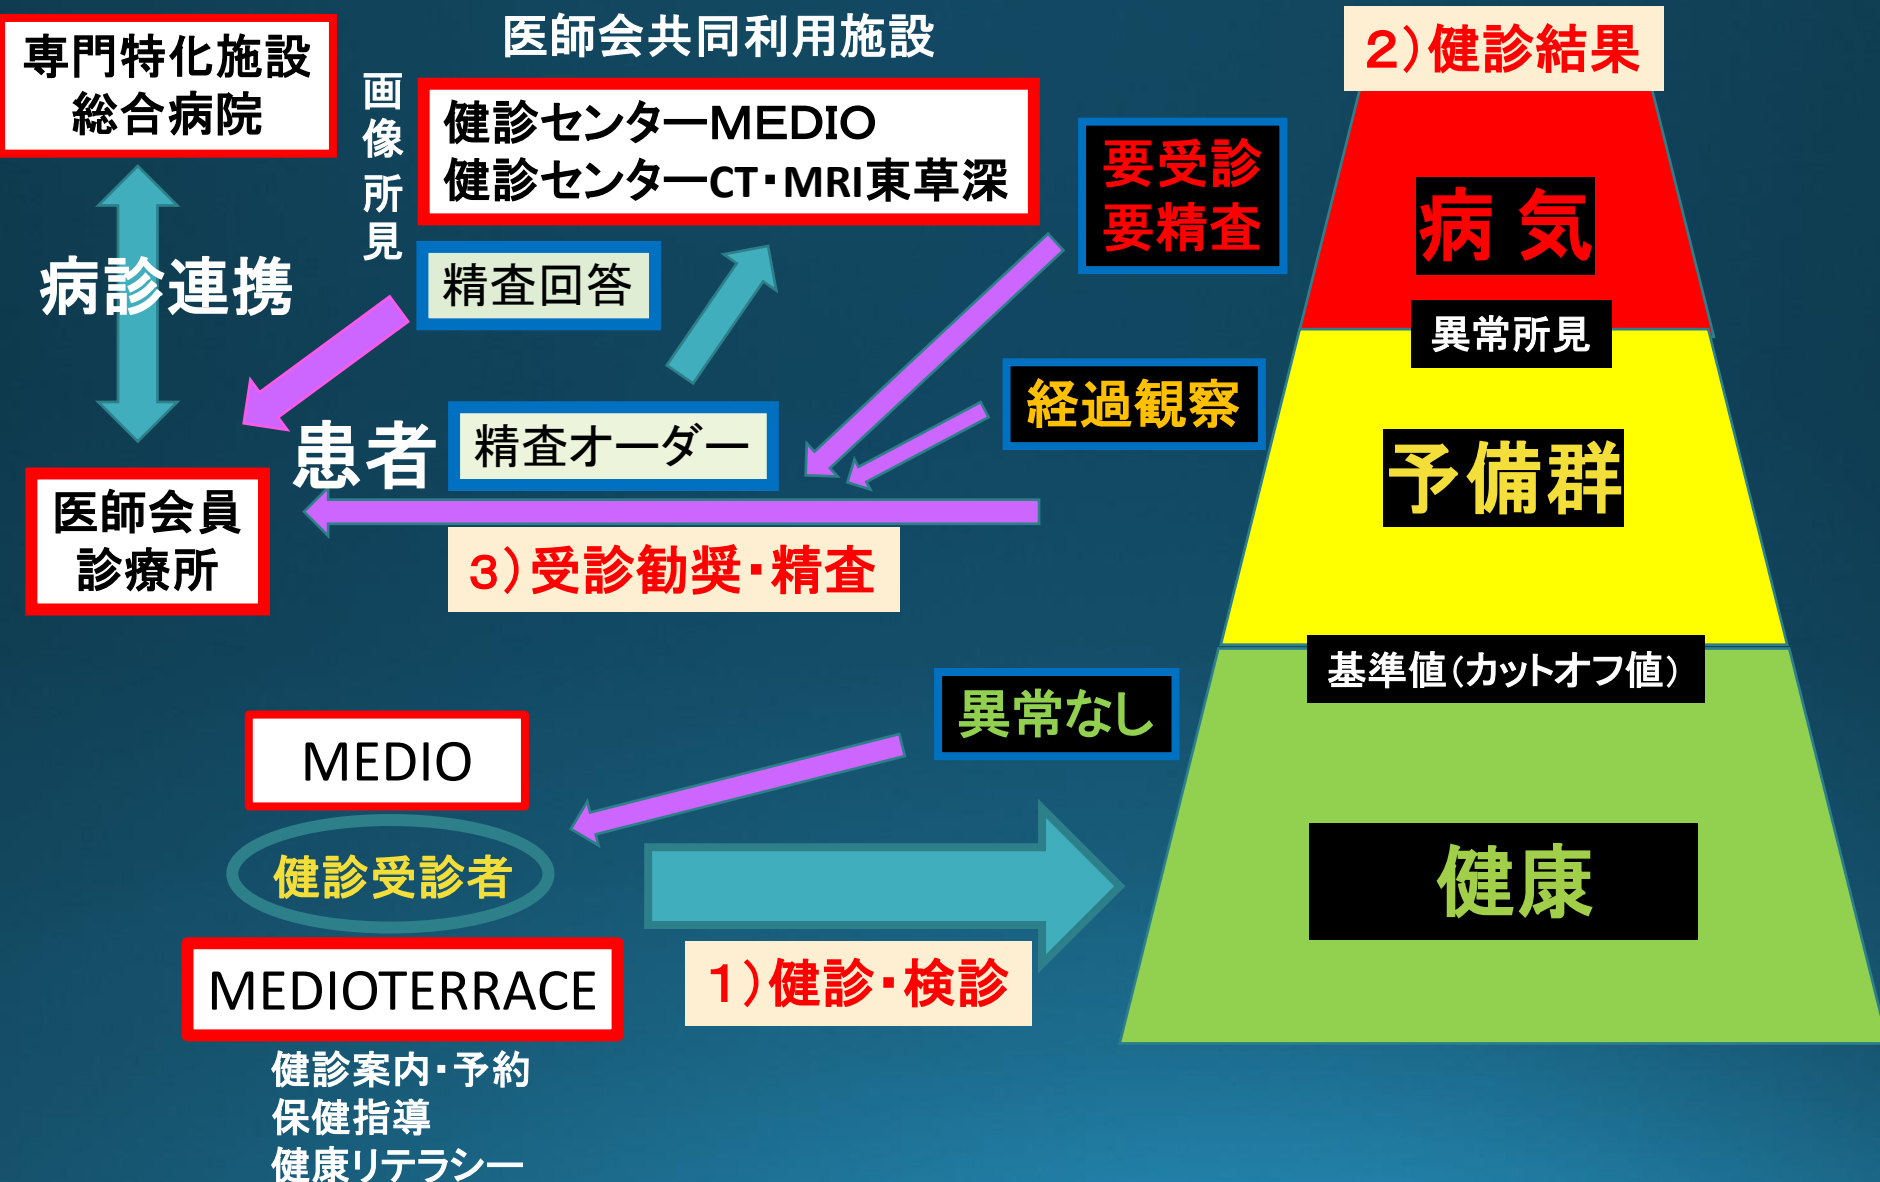 専門特化施設
総合病院
医師会共同利用施設
画像所見
健診センターMEDIO
健診センターCT・MRI東草深
精査回答
病診連携
患者
精査オーダー
医師会員
診療所
3)受診勧奨・精査
要受診
要精査
経過観察
異常なし
2)健診結果
病 気
異常所見
予備群
基準値(カットオフ値)
健康
MEDIO
健診受診者
MEDIOTERRACE
1)健診・検診
健診案内・予約
保健指導
健康リテラシー